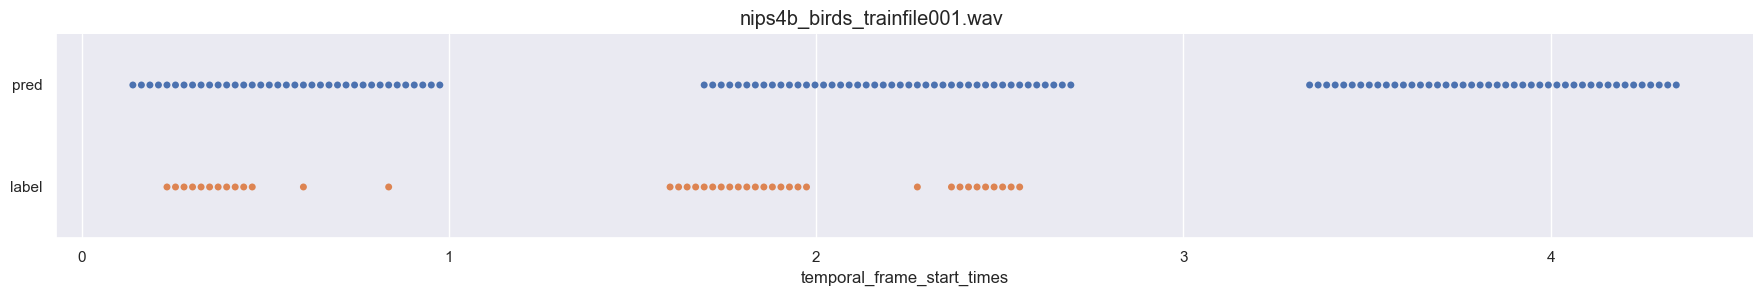 nips4b_birds_trainfile001.wav
pred
label
0 1 2 3 4
temporal_frame_start_times